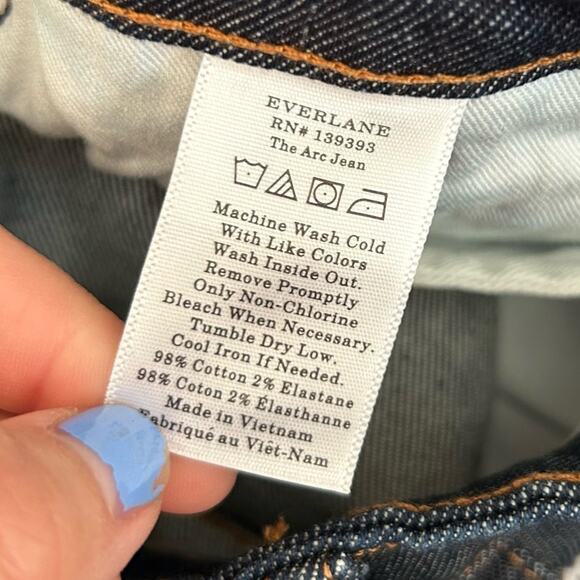 EVERLANE
RN# 139393
The Arc Jean
Machine Wash Cold
With Like Colors
Wash Inside Out.
Remove Promptly
Only Non-Chlorine
Bleach When Necessary.
Tumble Dry Low.
Cool Iron If Needed.
98% Cotton 2% Elastane
98% Coton 2% Élasthanne
Made in Vietnam
Fabriqué au Viêt-Nam